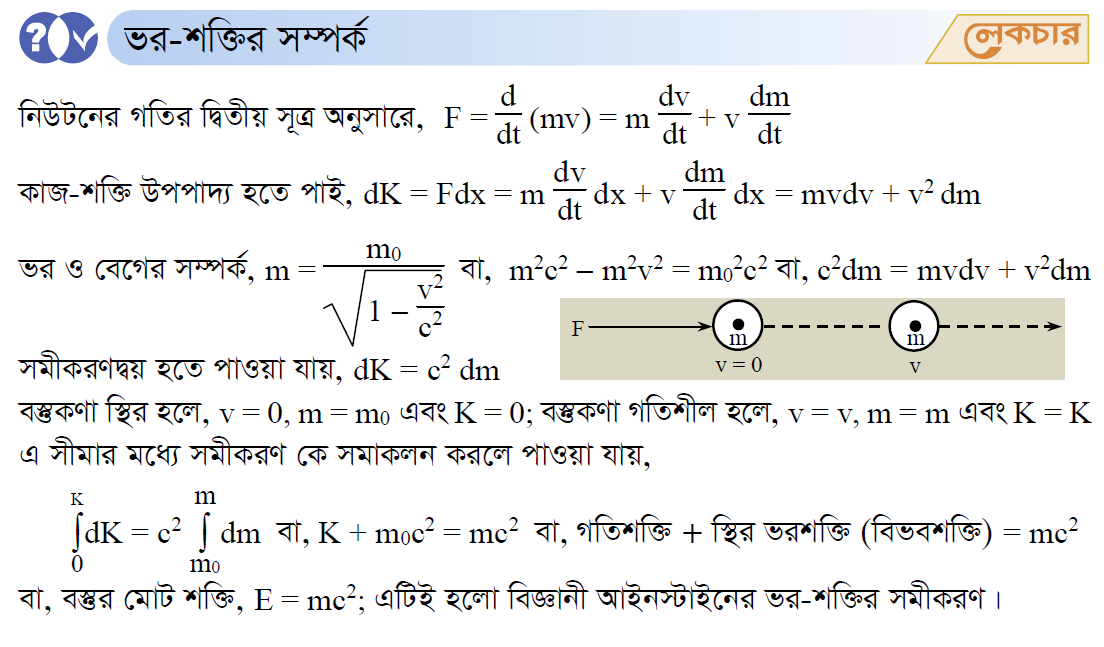 ভর-শক্তির সম্পর্ক
লেকচার
নিউটনের গতির দ্বিতীয় সূত্র অনুসারে, F = d/dt (mv) = m dv/dt + v dm/dt
কাজ-শক্তি উপপাদ্য হতে পাই, dK = Fdx = m dv/dt dx + v dm/dt dx = mvdv + v² dm
ভর ও বেগের সম্পর্ক, m = m₀/√(1 – v²/c²) বা, m²c² – m²v² = m₀²c² বা, c²dm = mvdv + v²dm
F m m
v = 0 v
সমীকরণদ্বয় হতে পাওয়া যায়, dK = c² dm
বস্তুকণা স্থির হলে, v = 0, m = m₀ এবং K = 0; বস্তুকণা গতিশীল হলে, v = v, m = m এবং K = K
এ সীমার মধ্যে সমীকরণ কে সমাকলন করলে পাওয়া যায়,
∫₀ᴷ dK = c² ∫ₘ₀ᵐ dm বা, K + m₀c² = mc² বা, গতিশক্তি + স্থির ভরশক্তি (বিভবশক্তি) = mc²
বা, বস্তুর মোট শক্তি, E = mc²; এটিই হলো বিজ্ঞানী আইনস্টাইনের ভর-শক্তির সমীকরণ।